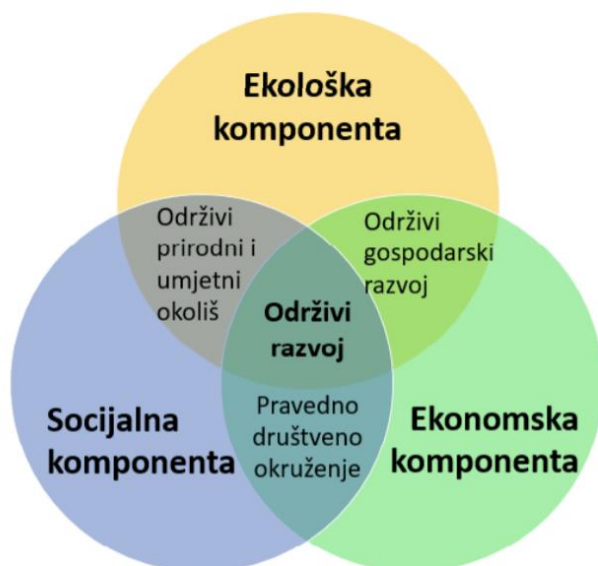 Ekološka
komponenta
Održivi
prirodni i
umjetni
okoliš
Održivi
gospodarski
razvoj
Održivi
razvoj
Socijalna
komponenta
Pravedno
društveno
okruženje
Ekonomska
komponenta